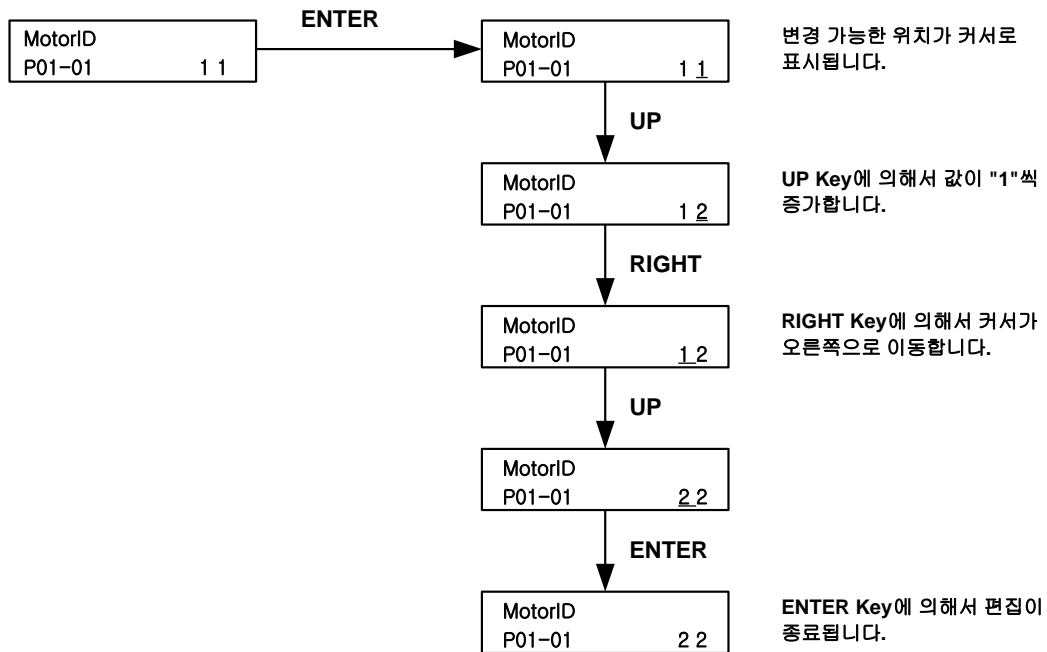 ENTER
MotorID
P01-01 1 1
MotorID
P01-01 1 1
변경 가능한 위치가 커서로
표시됩니다.
UP
MotorID
P01-01 1 2
UP Key에 의해서 값이 "1"씩
증가합니다.
RIGHT
MotorID
P01-01 1 2
RIGHT Key에 의해서 커서가
오른쪽으로 이동합니다.
UP
MotorID
P01-01 2 2
ENTER
MotorID
P01-01 2 2
ENTER Key에 의해서 편집이
종료됩니다.